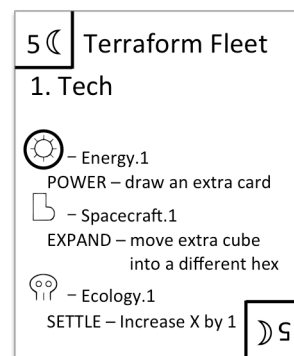 5☾ Terraform Fleet
1. Tech
– Energy.1
POWER – draw an extra card
– Spacecraft.1
EXPAND – move extra cube
into a different hex
– Ecology.1
SETTLE – Increase X by 1
5☾